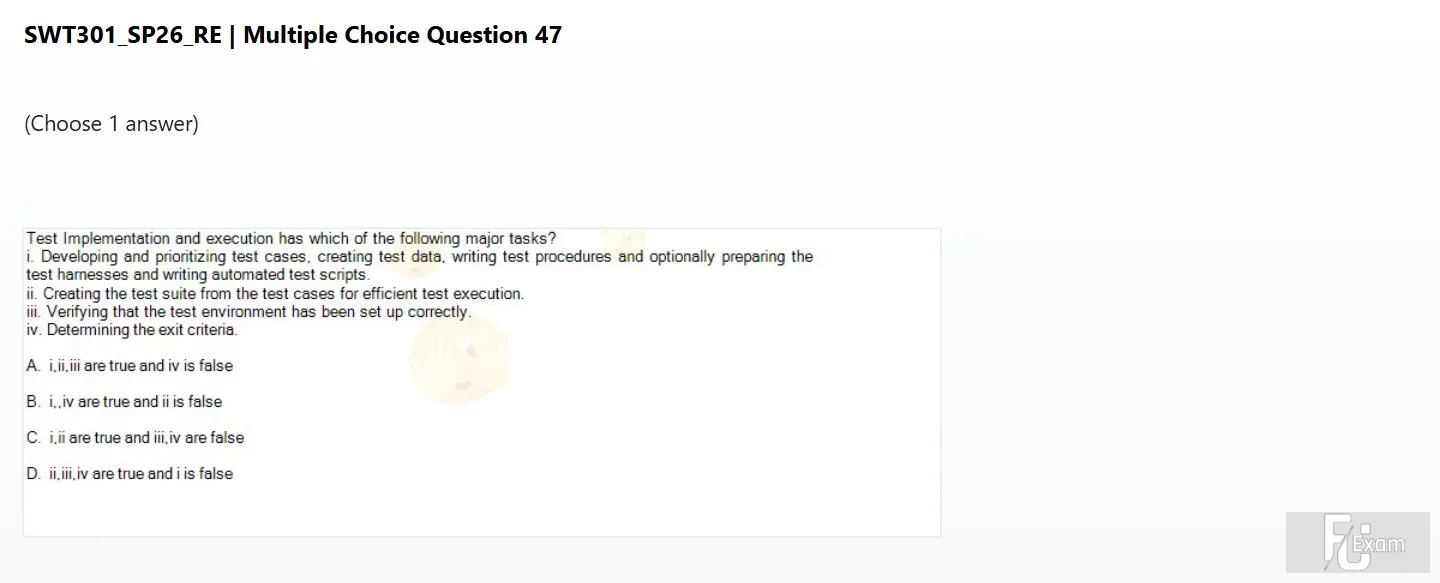 SWT301_SP26_RE | Multiple Choice Question 47
(Choose 1 answer)
Test Implementation and execution has which of the following major tasks?
i. Developing and prioritizing test cases, creating test data, writing test procedures and optionally preparing the
test harnesses and writing automated test scripts.
ii. Creating the test suite from the test cases for efficient test execution.
iii. Verifying that the test environment has been set up correctly.
iv. Determining the exit criteria.
A. i,ii,iii are true and iv is false
B. i,,iv are true and ii is false
C. i,ii are true and iii,iv are false
D. ii,iii,iv are true and i is false
FU Exam